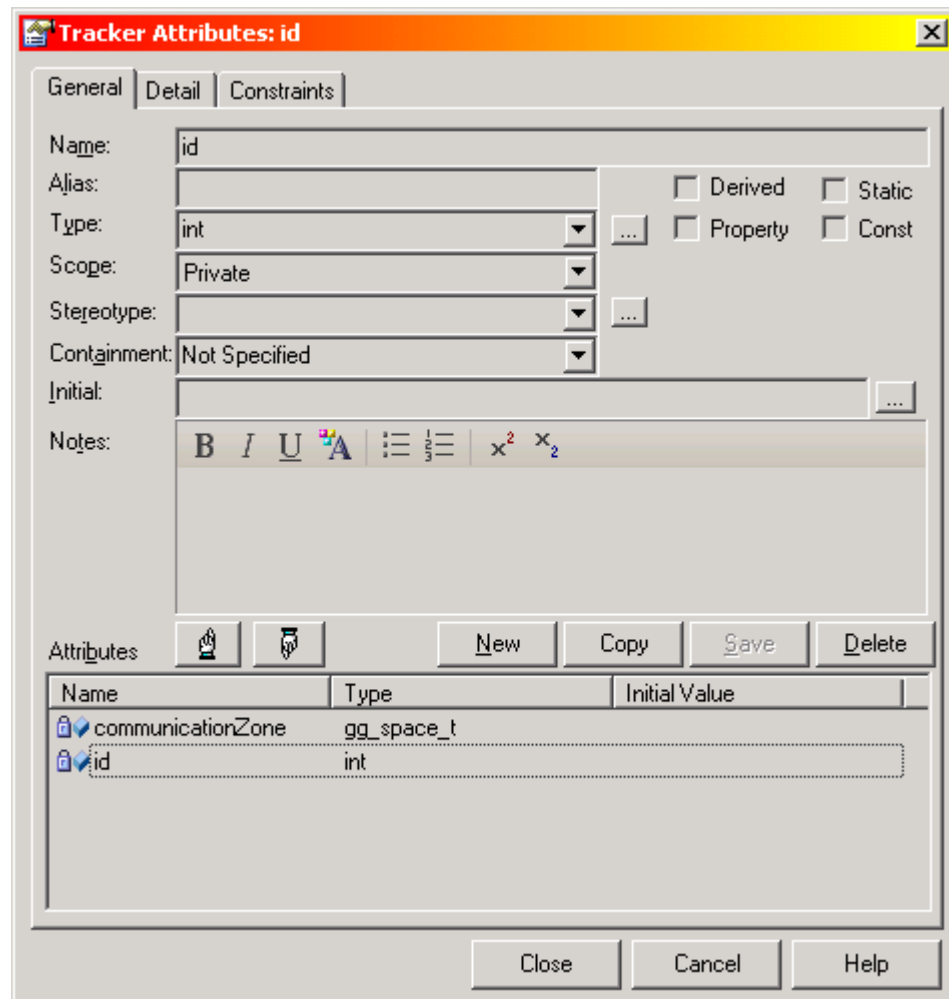 Tracker Attributes: id
General Detail Constraints
Name: id
Alias:
Derived Static
Type: int ... Property Const
Scope: Private
Stereotype: ...
Containment: Not Specified
Initial: ...
Notes: B I U A x² x₂
Attributes New Copy Save Delete
Name Type Initial Value
communicationZone gg_space_t
id int
Close Cancel Help